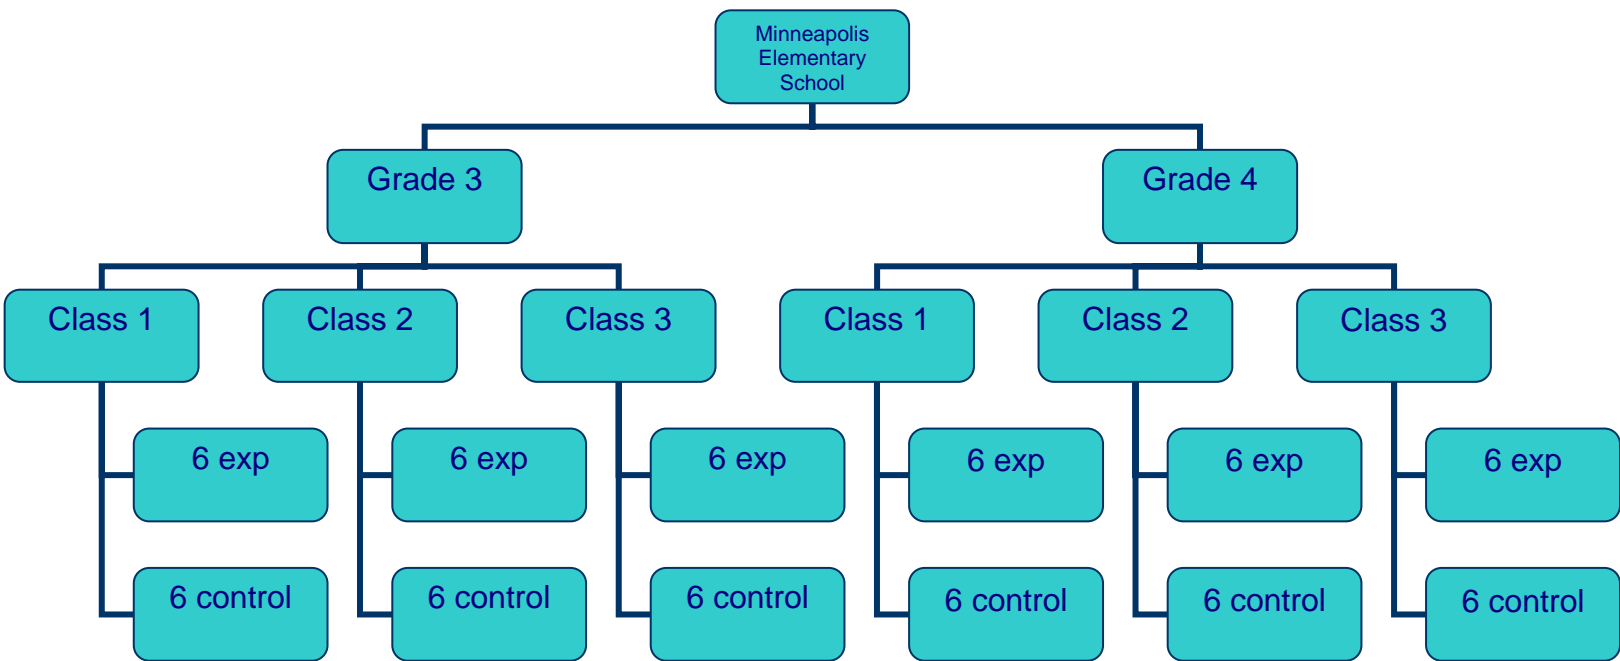 Minneapolis
Elementary
School
Grade 3
Grade 4
Class 1
Class 2
Class 3
Class 1
Class 2
Class 3
6 exp
6 exp
6 exp
6 exp
6 exp
6 exp
6 control
6 control
6 control
6 control
6 control
6 control